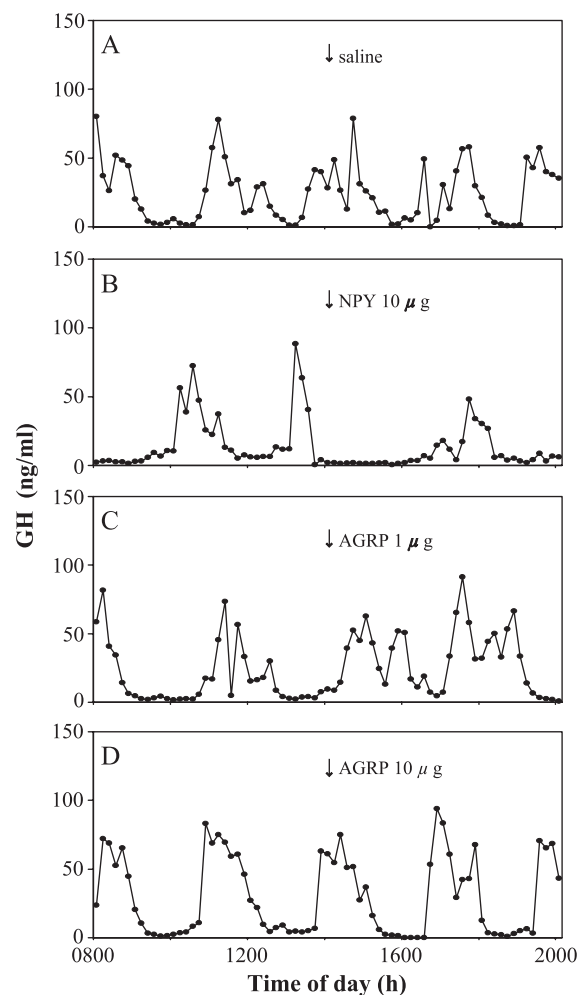 150
A
↓ saline
100
50
0
150
B
↓ NPY 10 μ g
100
50
0
GH (ng/ml)
150
C
↓ AGRP 1 μ g
100
50
0
150
D
↓ AGRP 10 μ g
100
50
0
0800 1200 1600 2000
Time of day (h)